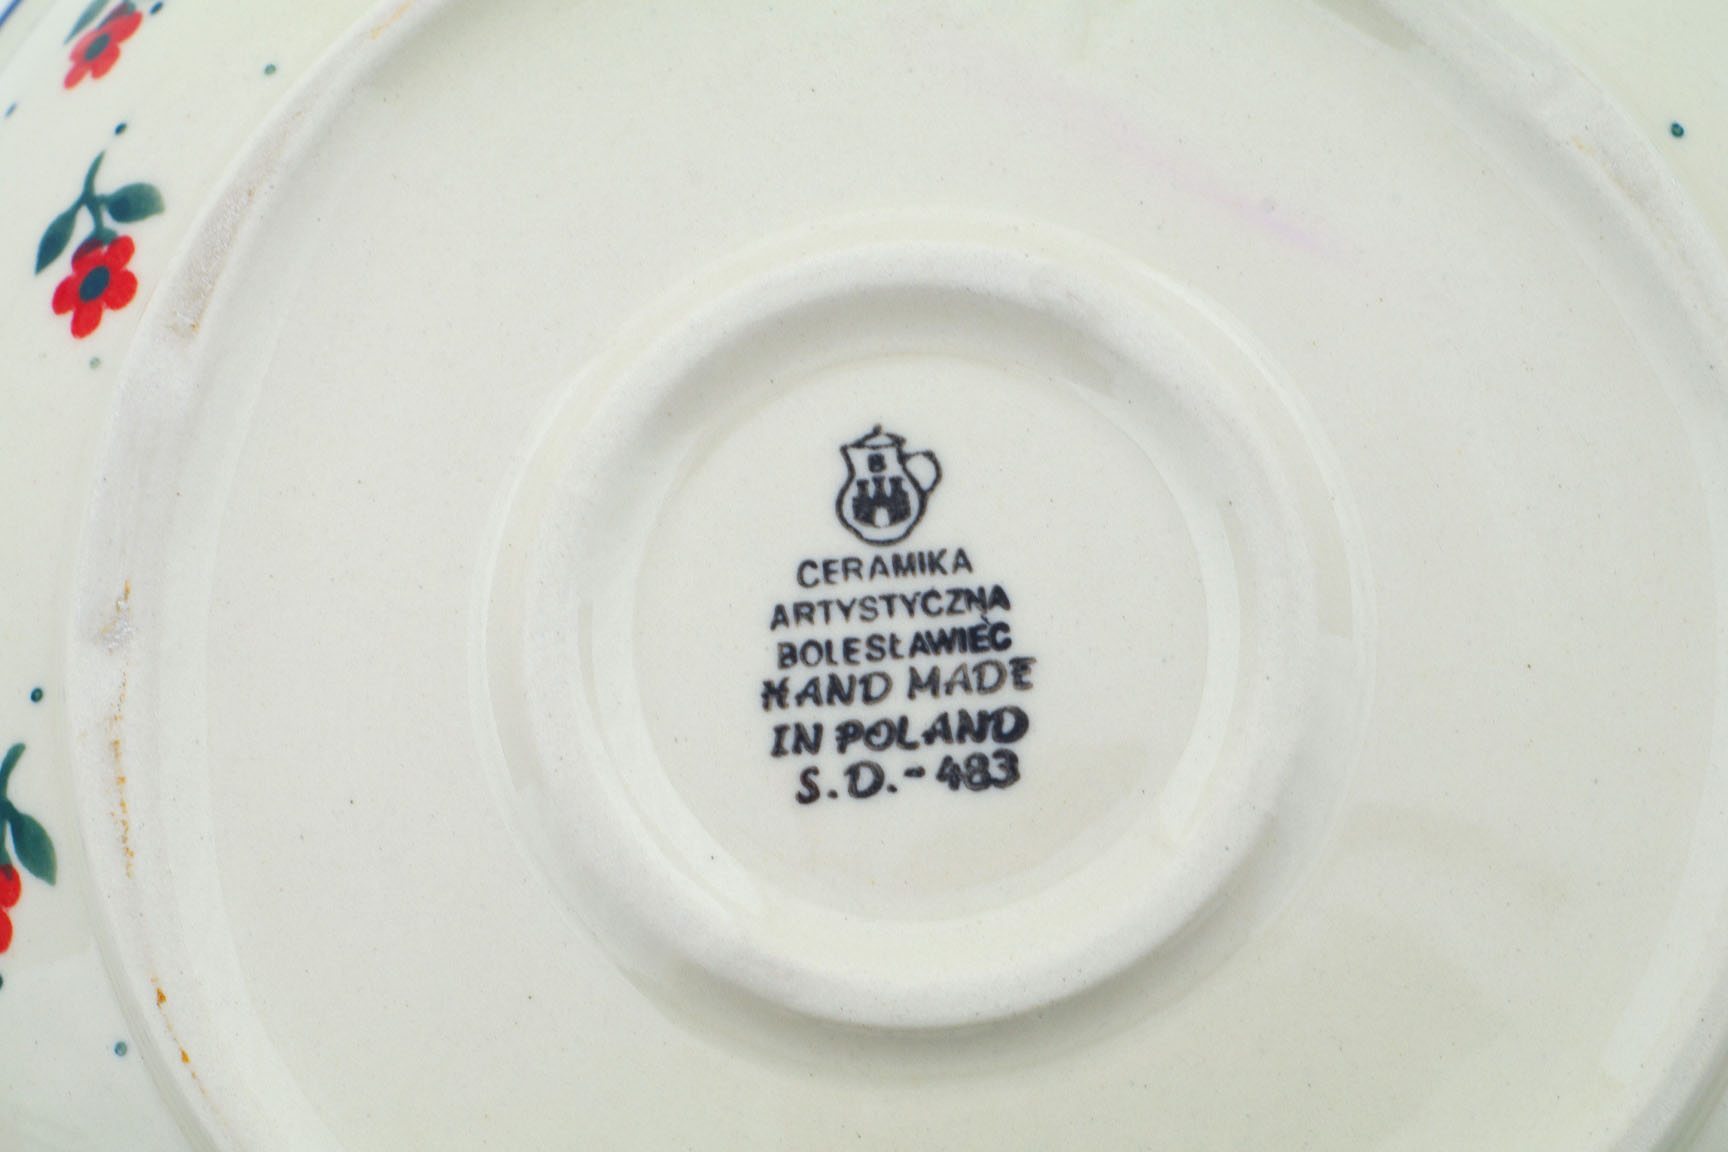 B
CERAMIKA
ARTYSTYCZNA
BOLESŁAWIEC
HAND MADE
IN POLAND
S.D.-483